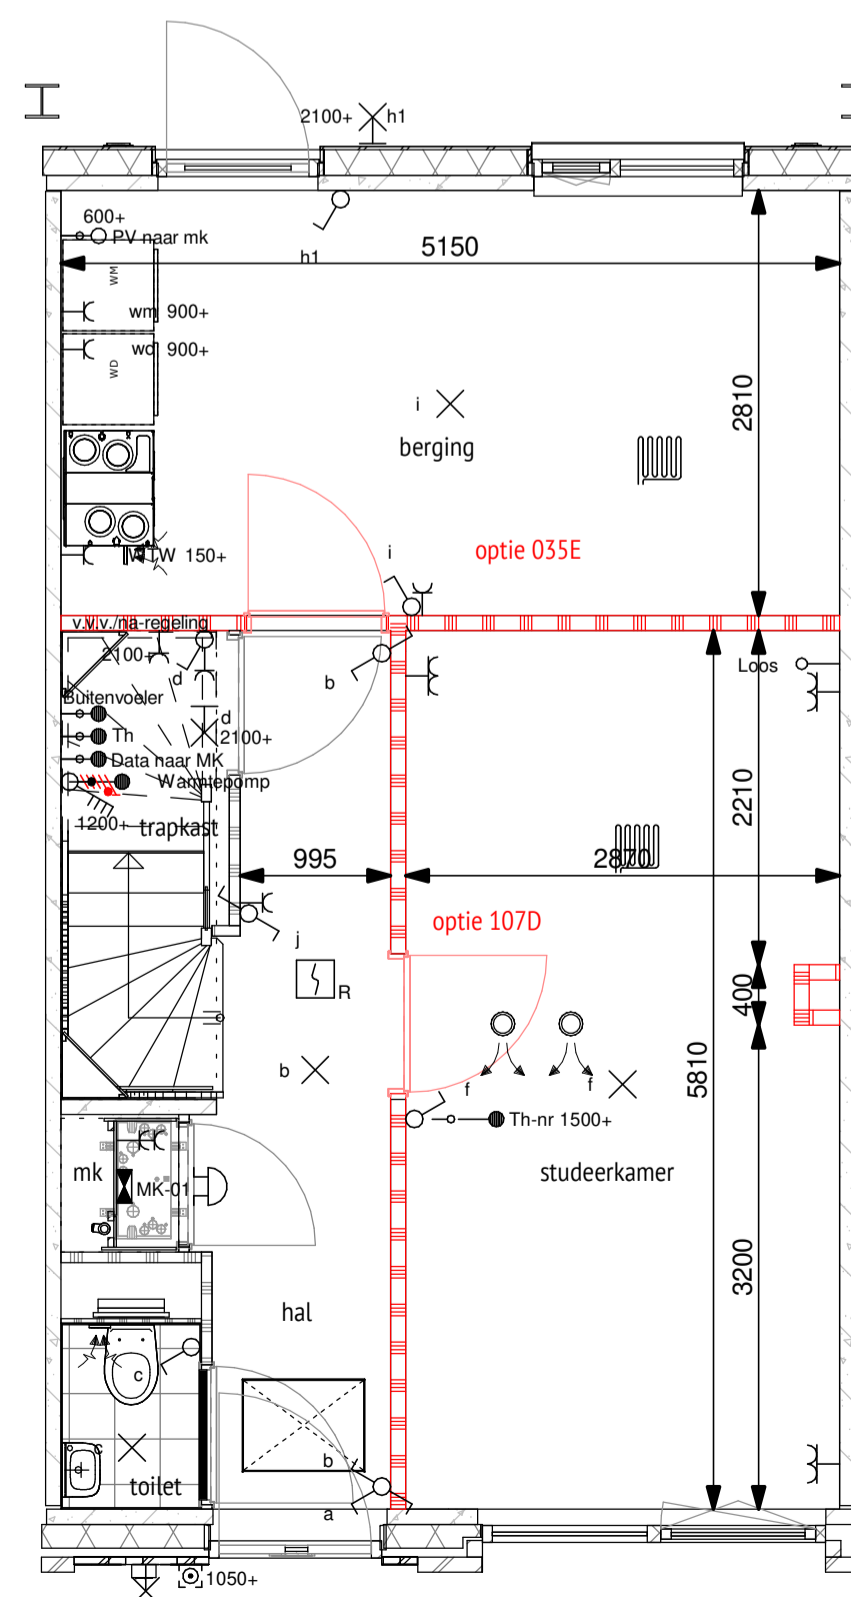 2100+ h1
600+
PV naar mk
h1
5150
WM
wm 900+
wd 900+
WD
2810
i
berging
optie 035E
WTW 150+
i
v.v.v./na-regeling
2100+
d
b
Loos
Buitenvoeler
d
Th
2100+
Data naar MK
Warmtepomp
1200+
trapkast
2210
995
2870
optie 107D
j
R
400
5810
b
f
f
Th-nr 1500+
mk
MK-01
studeerkamer
3200
hal
c
c
b
toilet
a
1050+